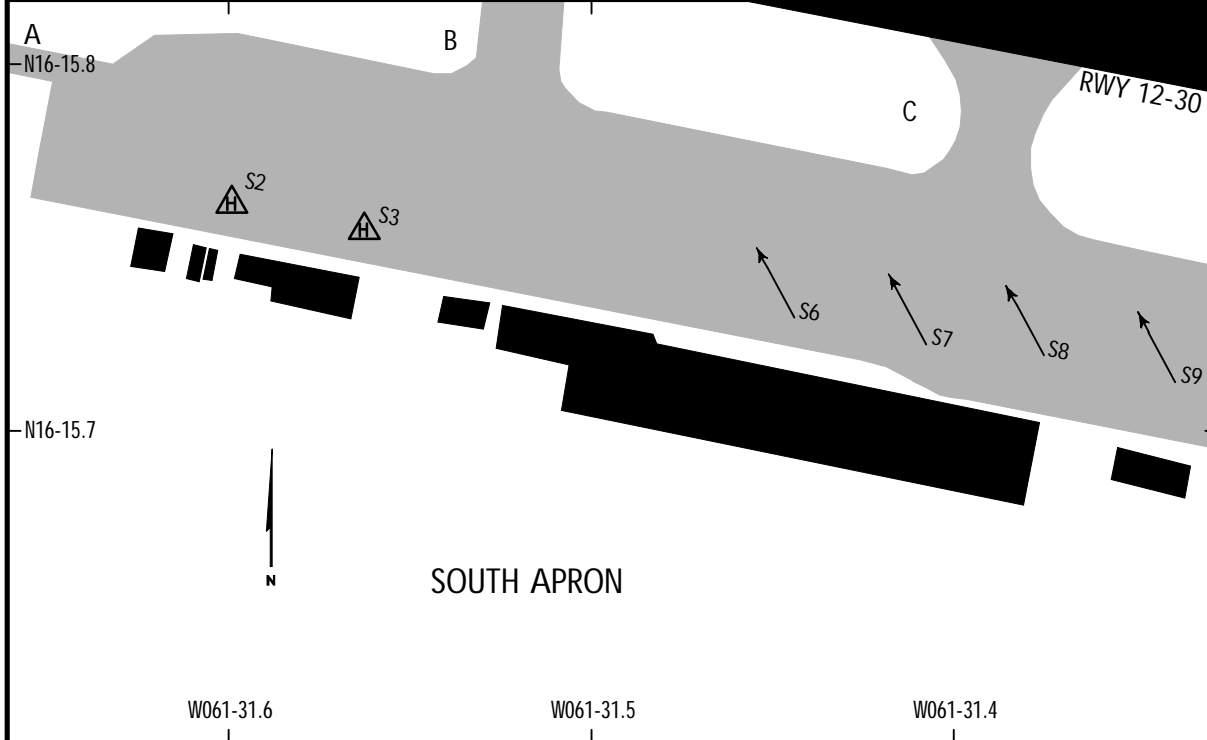 A
B
N16-15.8
RWY 12-30
C
S2
S3
H
H
S6
S7
S8
S9
N16-15.7
N
SOUTH APRON
W061-31.6
W061-31.5
W061-31.4